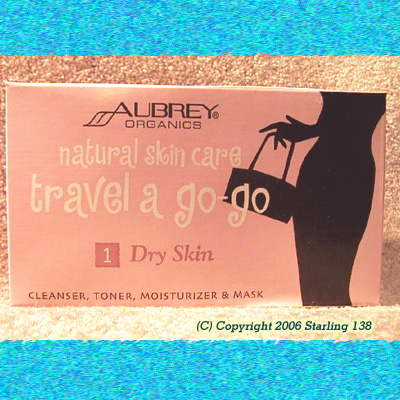 AUBREY®
ORGANICS
natural skin care
travel a go-go
1 Dry Skin
CLEANSER, TONER, MOISTURIZER & MASK
(C) Copyright 2006 Starling 138